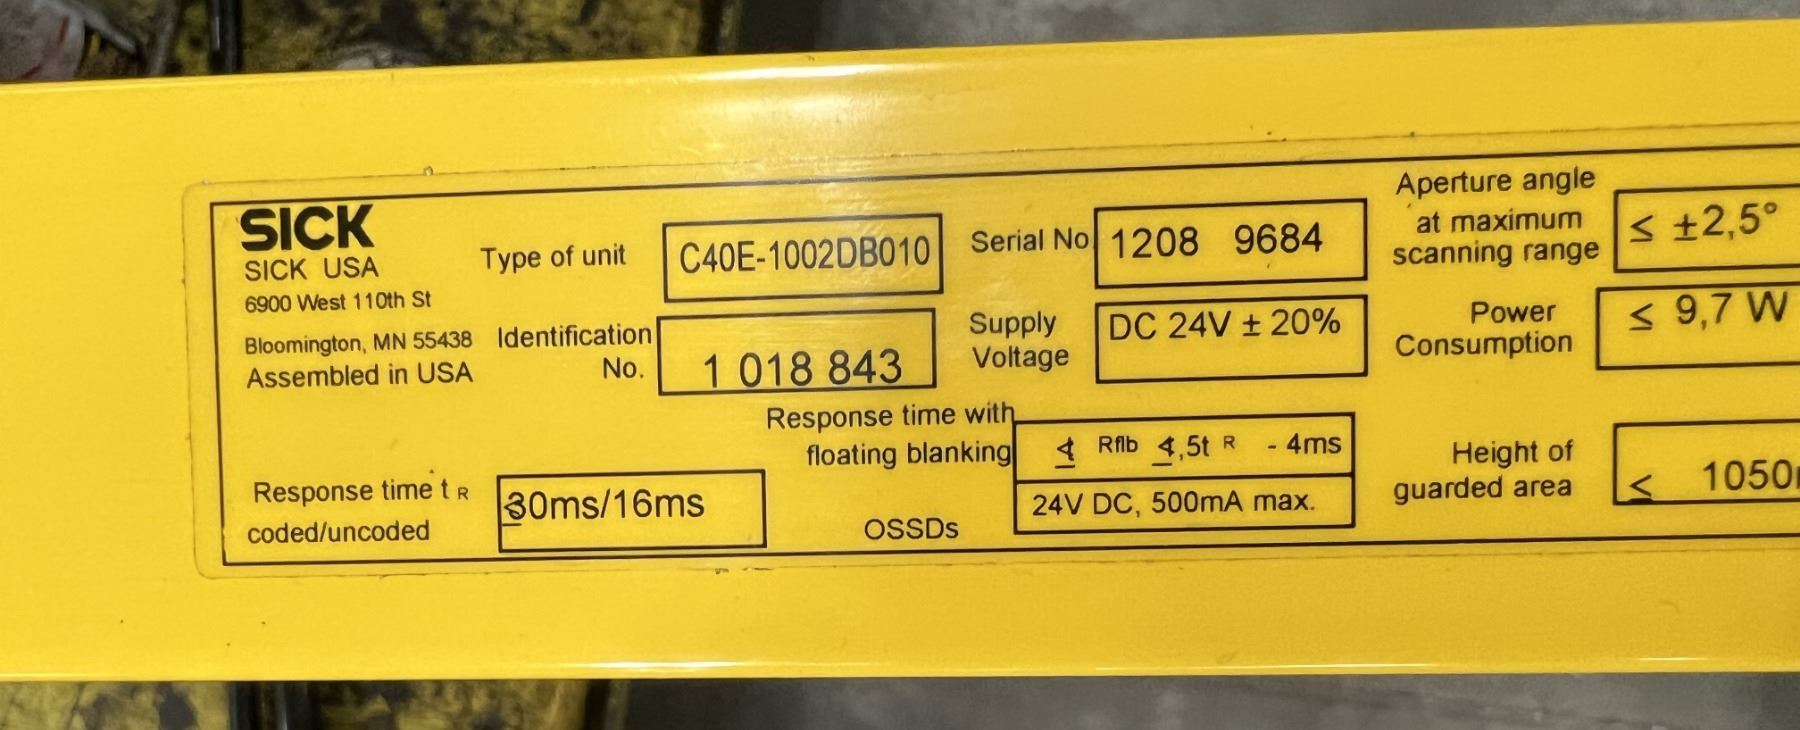 SICK
SICK USA
6900 West 110th St
Bloomington, MN 55438
Assembled in USA
Type of unit
C40E-1002DB010
Identification
No.
1 018 843
Serial No
1208 9684
Supply
Voltage
DC 24V ± 20%
Aperture angle
at maximum
scanning range
≤ ±2,5°
Power
Consumption
≤ 9,7 W
Response time t R
coded/uncoded
≤30ms/16ms
Response time with
floating blanking
Rflb ,5t R - 4ms
OSSDs
24V DC, 500mA max.
Height of
guarded area
≤ 1050